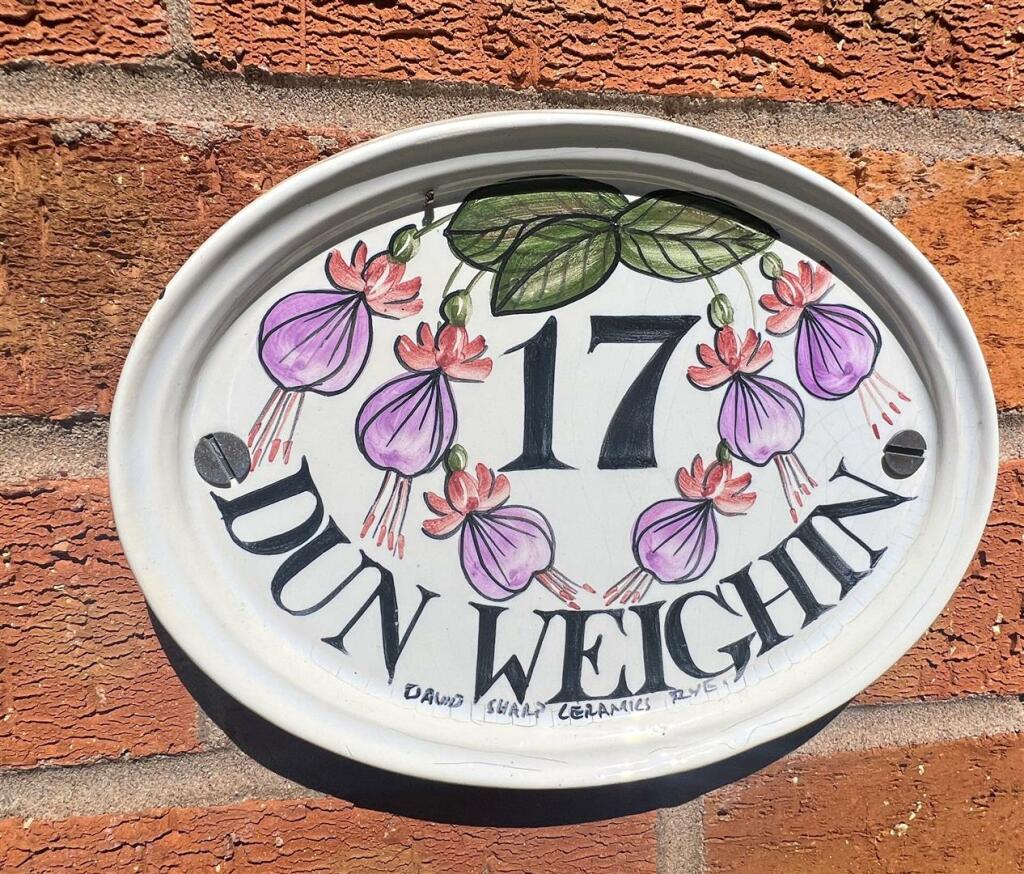 17
DUN WEIGHIN
DAVID SHARP CERAMICS RYE